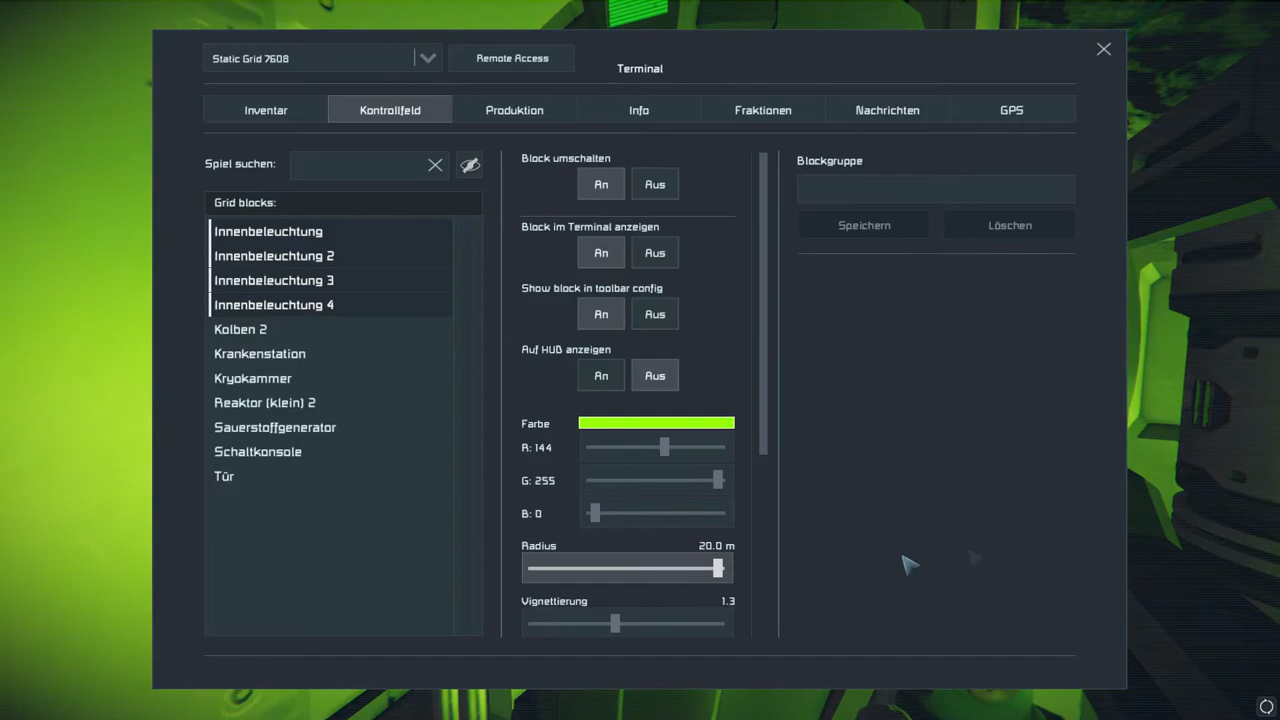 Static Grid 7608
Remote Access
Terminal
Inventar
Kontrollfeld
Produktion
Info
Fraktionen
Nachrichten
GPS
Spiel suchen:
Grid blocks:
Innenbeleuchtung
Innenbeleuchtung 2
Innenbeleuchtung 3
Innenbeleuchtung 4
Kolben 2
Krankenstation
Kryokammer
Reaktor (klein) 2
Sauerstoffgenerator
Schaltkonsole
Tür
Block umschalten
An Aus
Block im Terminal anzeigen
An Aus
Show block in toolbar config
An Aus
Auf HUD anzeigen
An Aus
Farbe
R: 144
G: 255
B: 0
Radius 20.0 m
Vignettierung 1.3
Blockgruppe
Speichern
Löschen